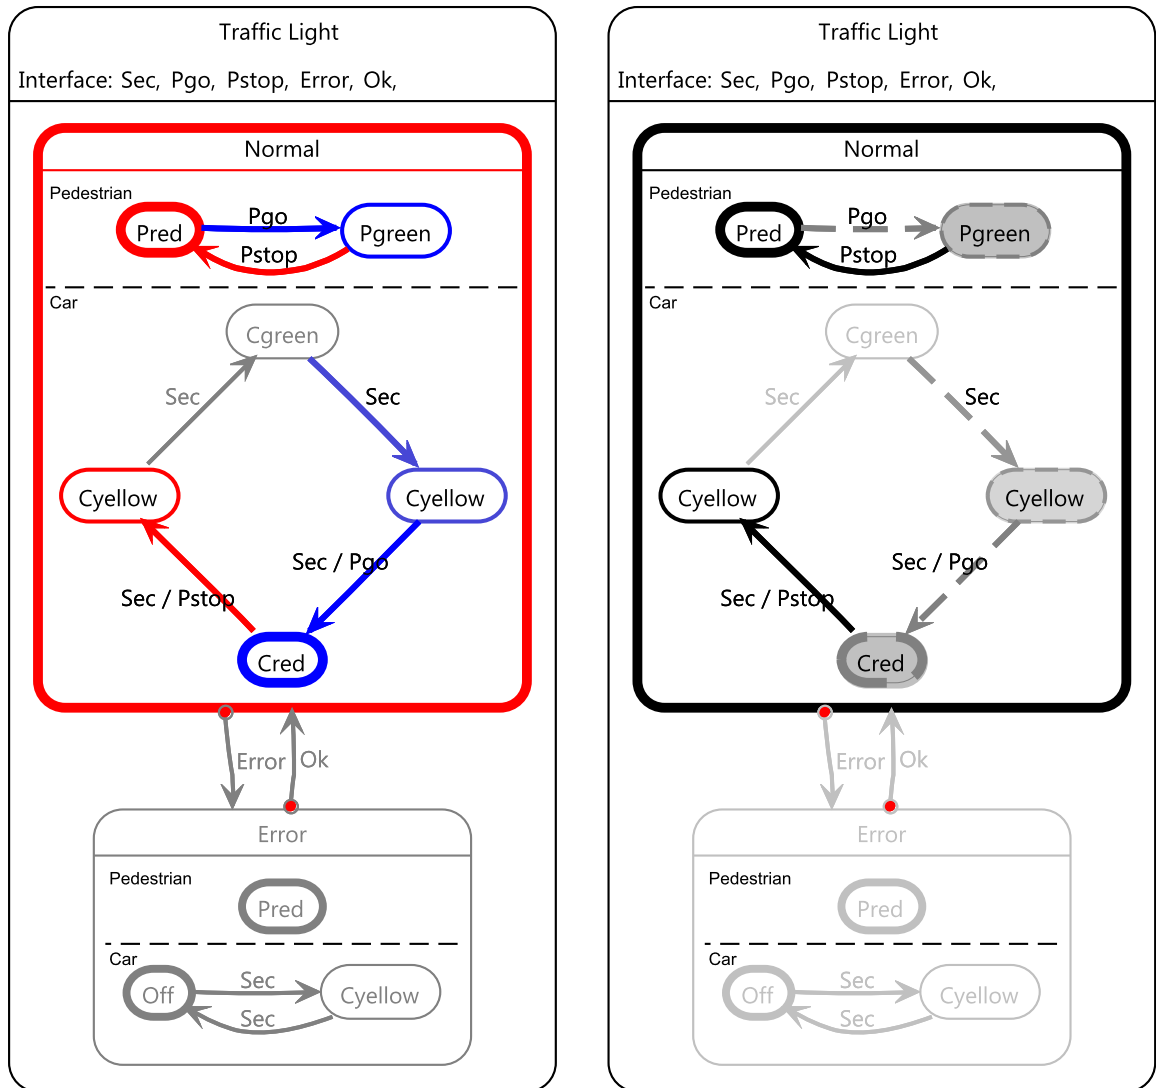 Traffic Light
Interface: Sec, Pgo, Pstop, Error, Ok,
Normal
Pedestrian
Pred
Pgo
Pgreen
Pstop
Car
Cgreen
Sec
Sec
Cyellow
Cyellow
Sec / Pgo
Sec / Pstop
Cred
Error
Ok
Error
Pedestrian
Pred
Car
Off
Sec
Cyellow
Sec
Traffic Light
Interface: Sec, Pgo, Pstop, Error, Ok,
Normal
Pedestrian
Pred
Pgo
Pgreen
Pstop
Car
Cgreen
Sec
Sec
Cyellow
Cyellow
Sec / Pgo
Sec / Pstop
Cred
Error
Ok
Error
Pedestrian
Pred
Car
Off
Sec
Cyellow
Sec